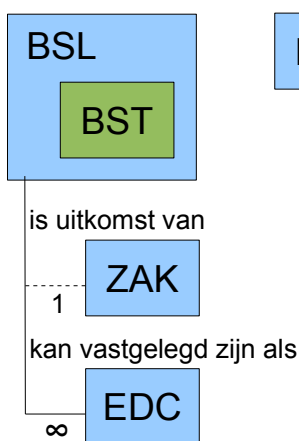 BSL
BST
is uitkomst van
ZAK
1
kan vastgelegd zijn als
EDC
∞